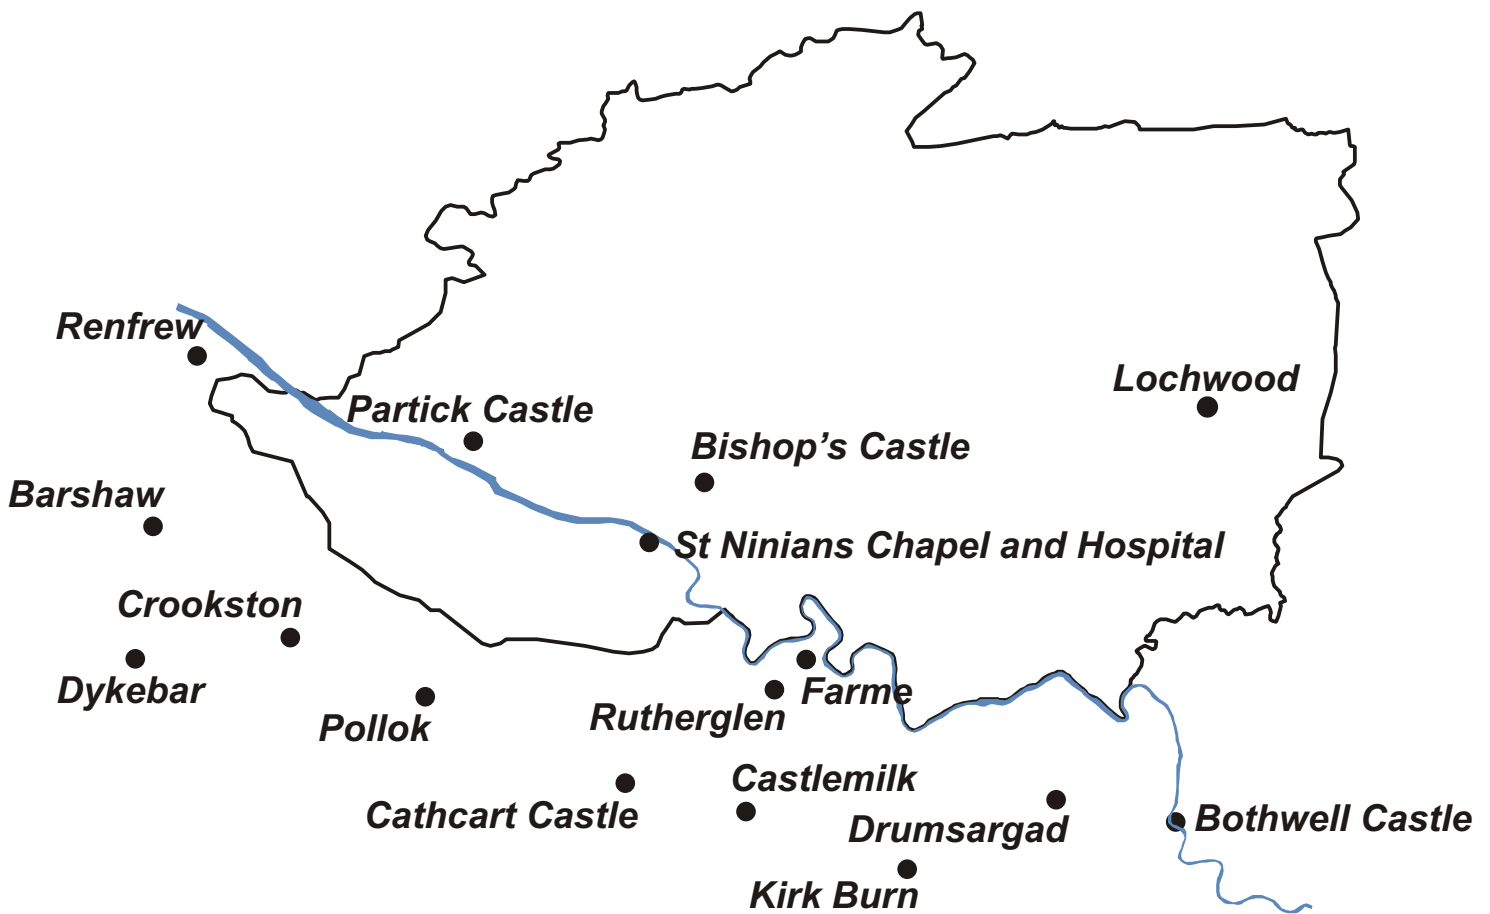 Renfrew
Lochwood
Partick Castle
Bishop’s Castle
Barshaw
St Ninians Chapel and Hospital
Crookston
Dykebar
Farme
Rutherglen
Pollok
Castlemilk
Cathcart Castle
Bothwell Castle
Drumsargad
Kirk Burn